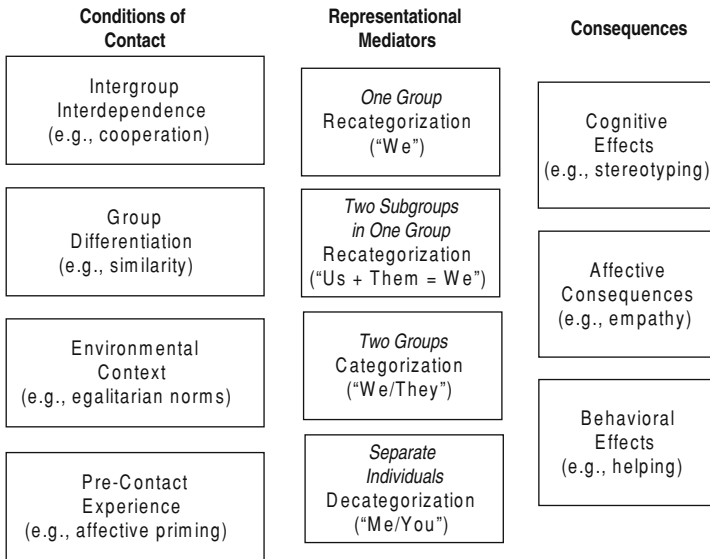 Conditions of
Contact
Intergroup
Interdependence
(e.g., cooperation)
Group
Differentiation
(e.g., similarity)
Environmental
Context
(e.g., egalitarian norms)
Pre-Contact
Experience
(e.g., affective priming)
Representational
Mediators
One Group
Recategorization
(“We”)
Two Subgroups
in One Group
Recategorization
(“Us + Them = We”)
Two Groups
Categorization
(“We/They”)
Separate
Individuals
Decategorization
(“Me/You”)
Consequences
Cognitive
Effects
(e.g., stereotyping)
Affective
Consequences
(e.g., empathy)
Behavioral
Effects
(e.g., helping)